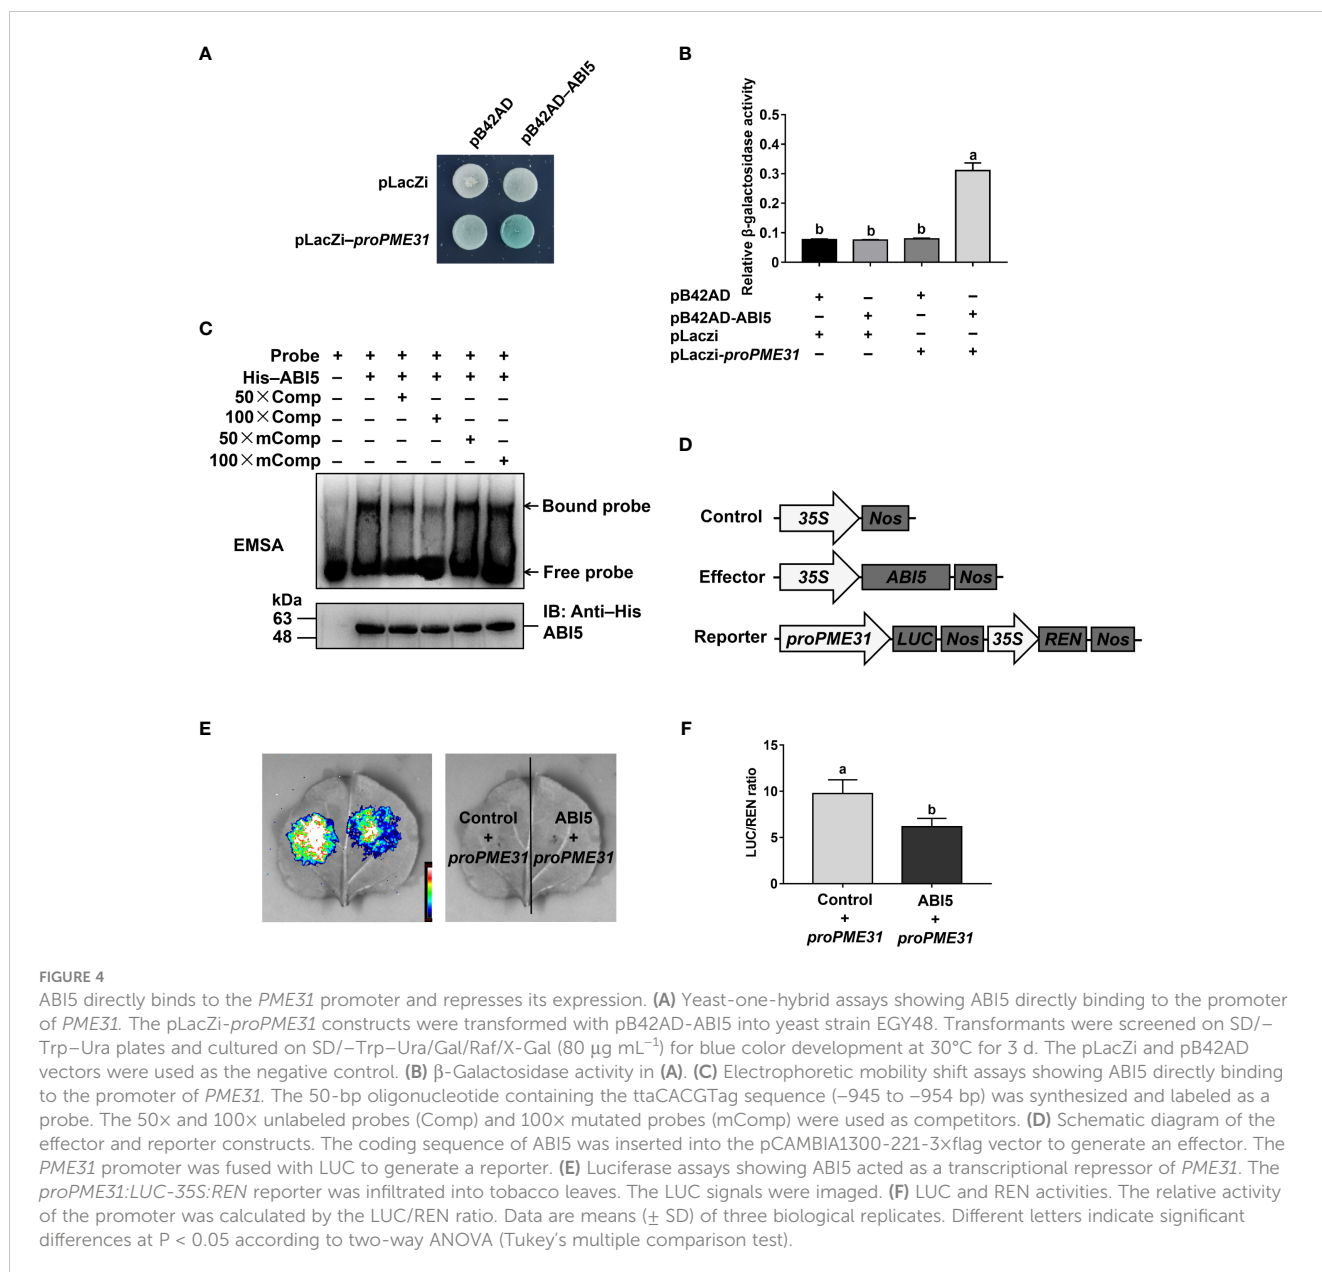 A
pB42AD
pB42AD–ABI5
pLacZi
pLacZi–proPME31
B
Relative β-galactosidase activity
0.5
0.4
0.3
0.2
0.1
0
b
b
b
a
pB42AD + – + –
pB42AD-ABI5 – + – +
pLaczi + + – –
pLaczi-proPME31 – – + +
C
Probe + + + + + +
His–ABI5 – + + + + +
50×Comp – – + – – –
100×Comp – – – + – –
50×mComp – – – – + –
100×mComp – – – – – +
EMSA
Bound probe
Free probe
kDa
63
48
IB: Anti–His
ABI5
D
Control 35S Nos
Effector 35S ABI5 Nos
Reporter proPME31 LUC Nos 35S REN Nos
E
Control
+
proPME31
ABI5
+
proPME31
F
LUC/REN ratio
15
10
5
0
a
b
Control
+
proPME31
ABI5
+
proPME31
FIGURE 4
ABI5 directly binds to the PME31 promoter and represses its expression. (A) Yeast-one-hybrid assays showing ABI5 directly binding to the promoter
of PME31. The pLacZi-proPME31 constructs were transformed with pB42AD-ABI5 into yeast strain EGY48. Transformants were screened on SD/–
Trp–Ura plates and cultured on SD/–Trp–Ura/Gal/Raf/X-Gal (80 μg mL⁻¹) for blue color development at 30°C for 3 d. The pLacZi and pB42AD
vectors were used as the negative control. (B) β-Galactosidase activity in (A). (C) Electrophoretic mobility shift assays showing ABI5 directly binding
to the promoter of PME31. The 50-bp oligonucleotide containing the ttaCACGTag sequence (–945 to –954 bp) was synthesized and labeled as a
probe. The 50× and 100× unlabeled probes (Comp) and 100× mutated probes (mComp) were used as competitors. (D) Schematic diagram of the
effector and reporter constructs. The coding sequence of ABI5 was inserted into the pCAMBIA1300-221-3×flag vector to generate an effector. The
PME31 promoter was fused with LUC to generate a reporter. (E) Luciferase assays showing ABI5 acted as a transcriptional repressor of PME31. The
proPME31:LUC-35S:REN reporter was infiltrated into tobacco leaves. The LUC signals were imaged. (F) LUC and REN activities. The relative activity
of the promoter was calculated by the LUC/REN ratio. Data are means (± SD) of three biological replicates. Different letters indicate significant
differences at P < 0.05 according to two-way ANOVA (Tukey's multiple comparison test).